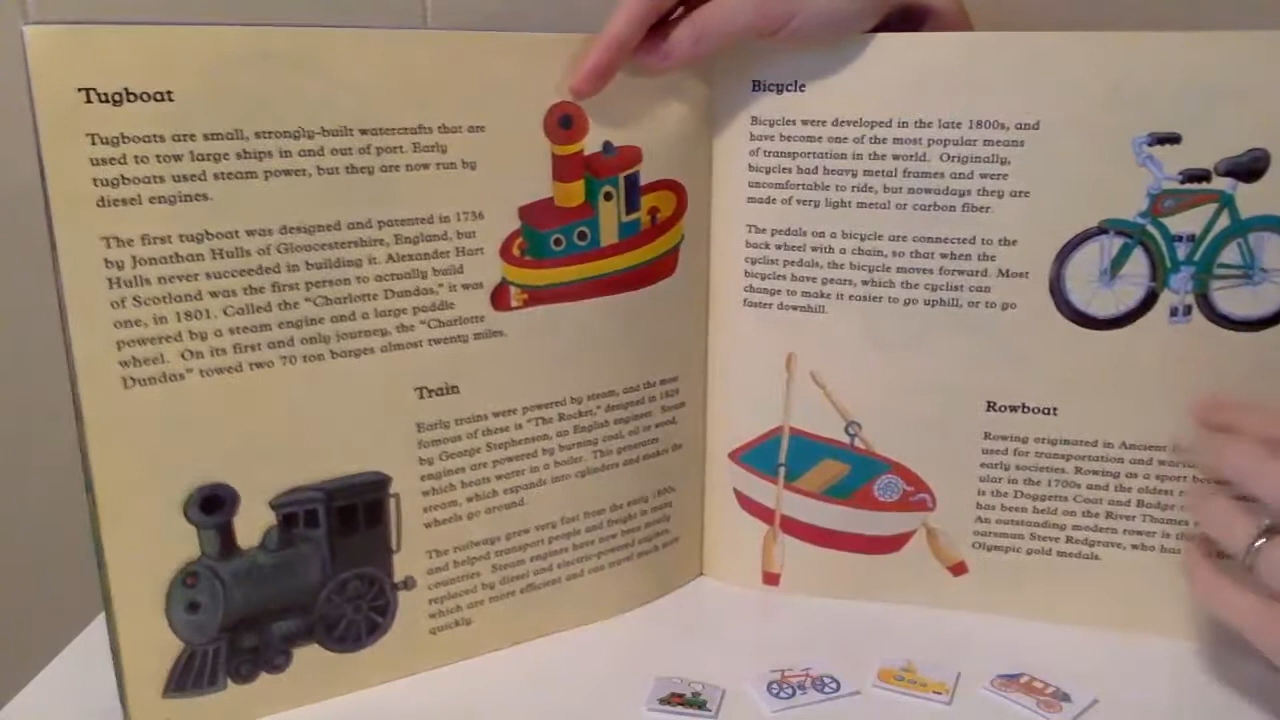 Tugboat
Tugboats are small, strongly-built watercrafts that are
used to tow large ships in and out of port. Early
tugboats used steam power, but they are now run by
diesel engines.
The first tugboat was designed and patented in 1736
by Jonathan Hulls of Gloucestershire, England, but
Hulls never succeeded in building it. Alexander Hart
of Scotland was the first person to actually build
one, in 1801. Called the "Charlotte Dundas," it was
powered by a steam engine and a large paddle
wheel. On its first and only journey, the "Charlotte
Dundas" towed two 70 ton barges almost twenty miles.
Train
Early trains were powered by steam, and the most
famous of these is "The Rocket," designed in 1829
by George Stephenson, an English engineer. Steam
engines are powered by burning coal, oil or wood,
which heats water in a boiler. This generates
steam, which expands into cylinders and makes the
wheels go around.
The railways grew very fast from the early 1800s
and helped transport people and freight in many
countries. Steam engines have now been mostly
replaced by diesel and electric-powered engines,
which are more efficient and can travel much more
quickly.
Bicycle
Bicycles were developed in the late 1800s, and
have become one of the most popular means
of transportation in the world. Originally,
bicycles had heavy metal frames and were
uncomfortable to ride, but nowadays they are
made of very light metal or carbon fiber.
The pedals on a bicycle are connected to the
back wheel with a chain, so that when the
cyclist pedals, the bicycle moves forward. Most
bicycles have gears, which the cyclist can
change to make it easier to go uphill, or to go
faster downhill.
Rowboat
Rowing originated in Ancient
used for transportation and
early societies. Rowing as a sport
ular in the 1700s and the oldest
is the Doggetts Coat and Badge
has been held on the River Thames
An outstanding modern rower is
oarsman Steve Redgrave, who has
Olympic gold medals.